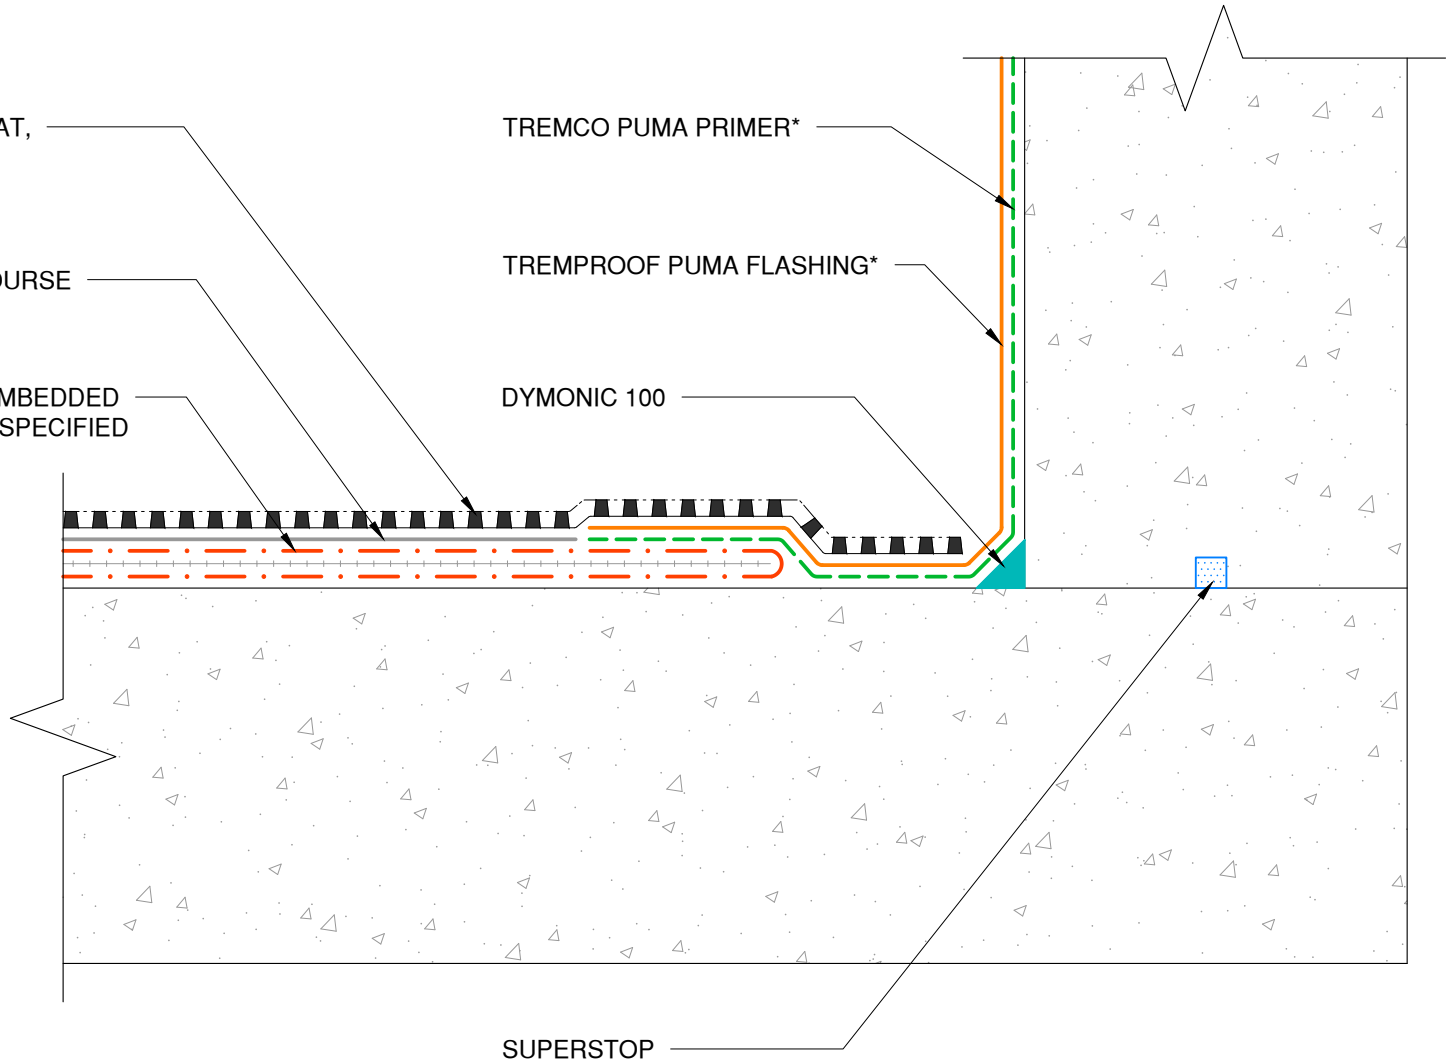 AT,
TREMCO PUMA PRIMER*
TREMPROOF PUMA FLASHING*
OURSE
MBEDDED
SPECIFIED
DYMONIC 100
SUPERSTOP